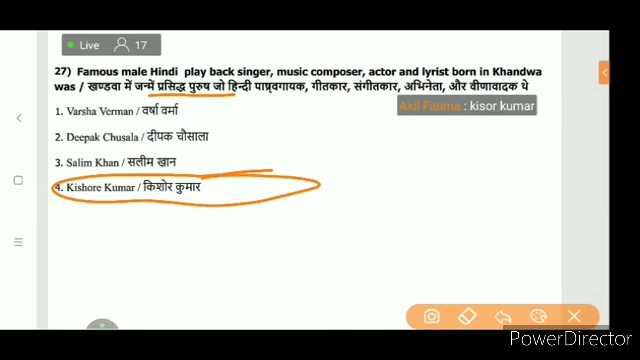 Live 17
27) Famous male Hindi play back singer, music composer, actor and lyrist born in Khandwa
was / खण्डवा में जन्में प्रसिद्ध पुरुष जो हिन्दी पाश्र्वगायक, गीतकार, संगीतकार, अभिनेता, और वीणावादक थे
Akil Fatima : kisor kumar
1. Varsha Verman / वर्षा वर्मा
2. Deepak Chusala / दीपक चौसाला
3. Salim Khan / सलीम खान
4. Kishore Kumar / किशोर कुमार
PowerDirector